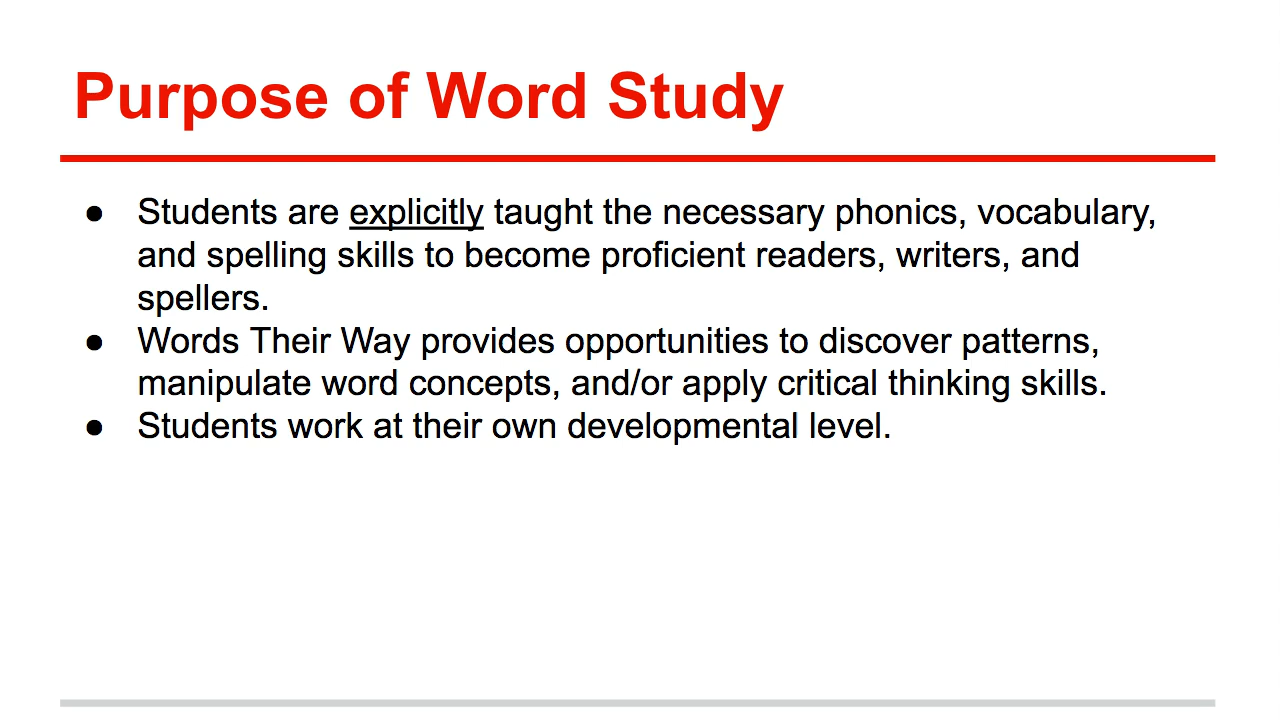 Purpose of Word Study
● Students are explicitly taught the necessary phonics, vocabulary,
and spelling skills to become proficient readers, writers, and
spellers.
● Words Their Way provides opportunities to discover patterns,
manipulate word concepts, and/or apply critical thinking skills.
● Students work at their own developmental level.